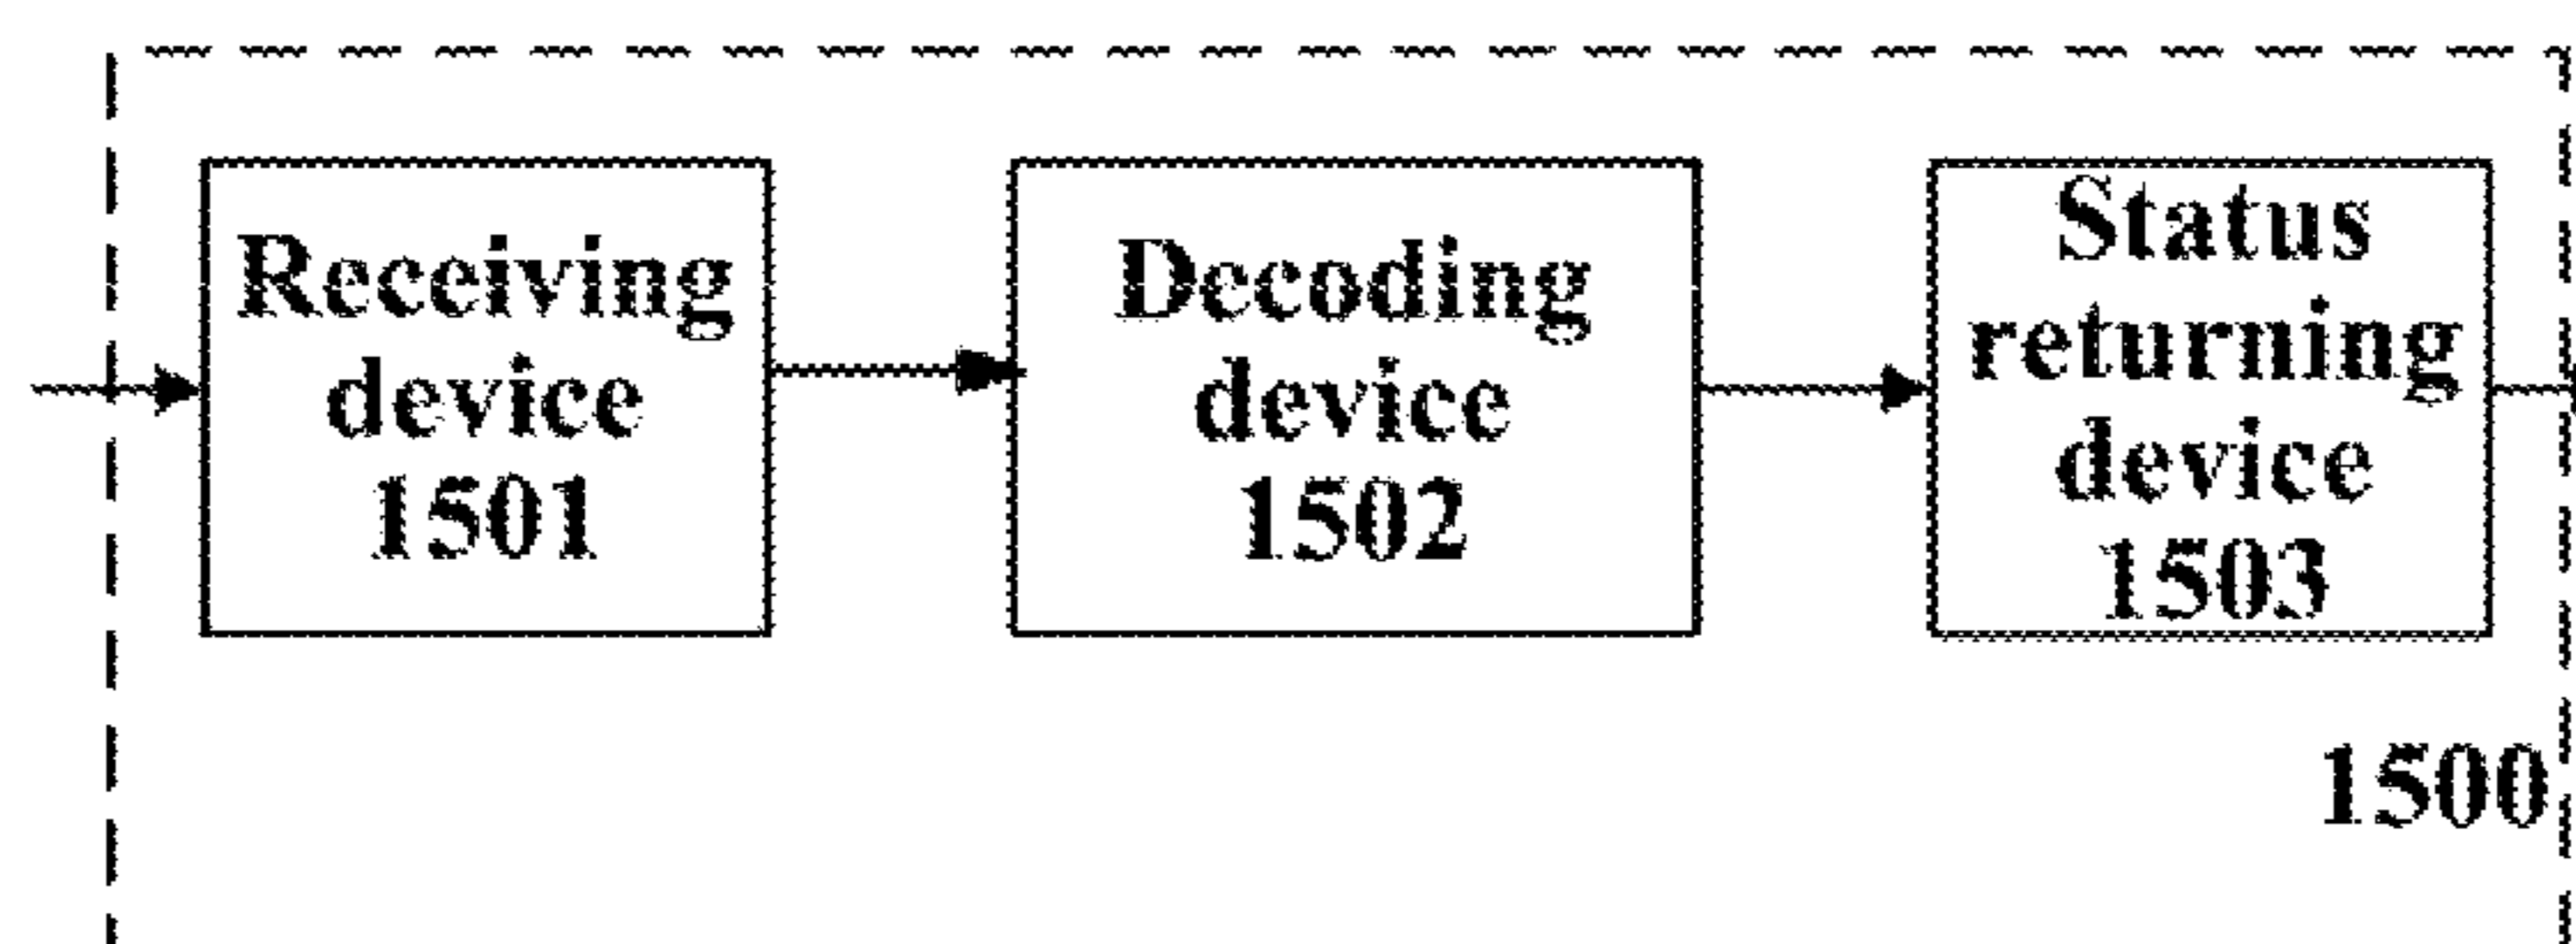 Receiving
device
1501
Decoding
device
1502
Status
returning
device
1503
1500